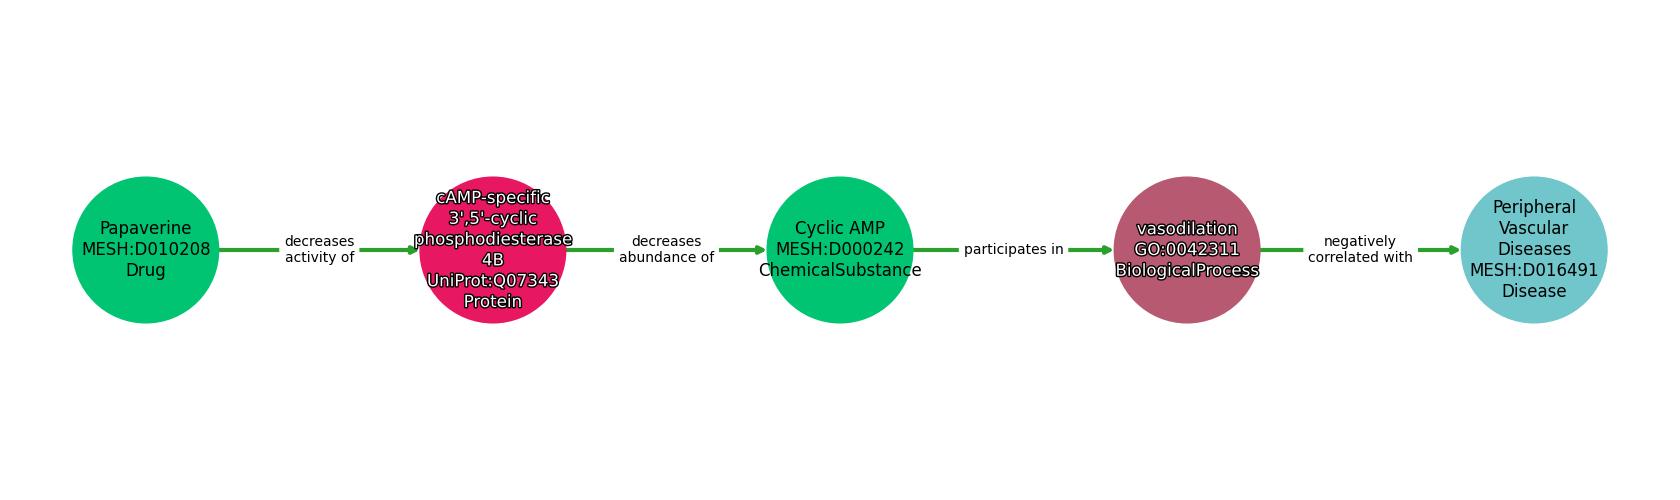 Papaverine
MESH:D010208
Drug
decreases
activity of
cAMP-specific
3',5'-cyclic
phosphodiesterase
4B
UniProt:Q07343
Protein
decreases
abundance of
Cyclic AMP
MESH:D000242
ChemicalSubstance
participates in
vasodilation
GO:0042311
BiologicalProcess
negatively
correlated with
Peripheral
Vascular
Diseases
MESH:D016491
Disease